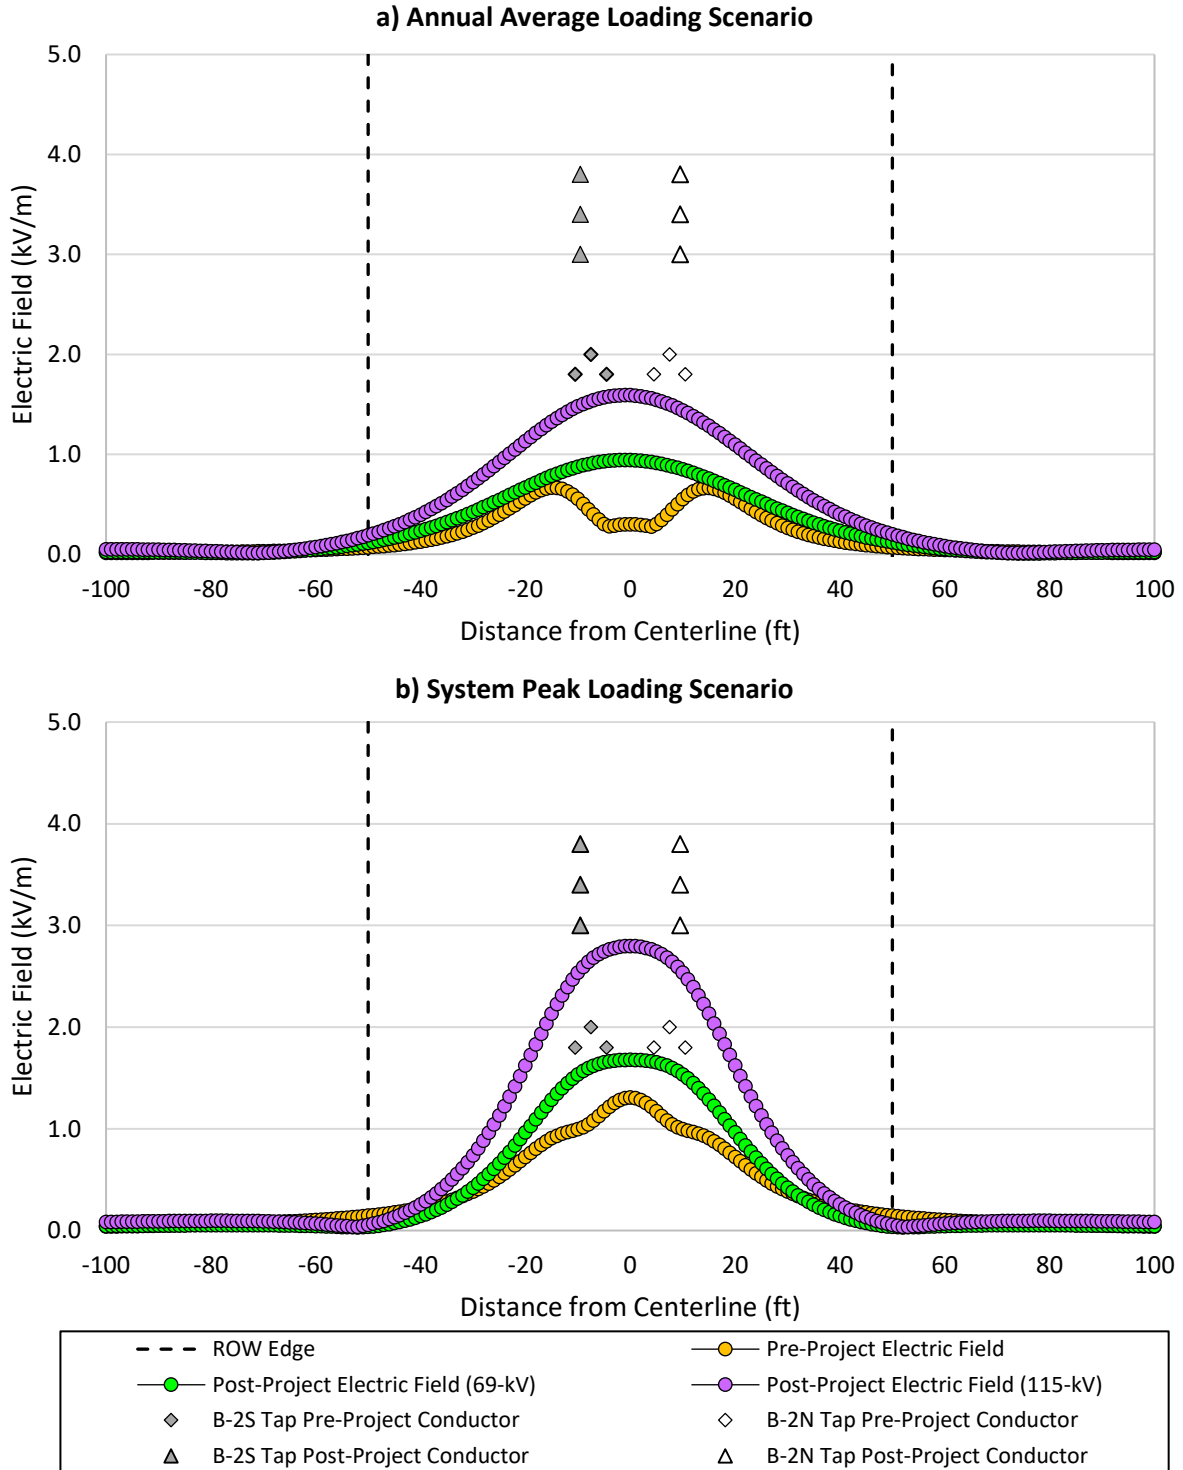 a) Annual Average Loading Scenario
5.0
4.0
3.0
2.0
1.0
0.0
Electric Field (kV/m)
-100 -80 -60 -40 -20 0 20 40 60 80 100
Distance from Centerline (ft)
b) System Peak Loading Scenario
5.0
4.0
3.0
2.0
1.0
0.0
Electric Field (kV/m)
-100 -80 -60 -40 -20 0 20 40 60 80 100
Distance from Centerline (ft)
ROW Edge Pre-Project Electric Field
Post-Project Electric Field (69-kV) Post-Project Electric Field (115-kV)
B-2S Tap Pre-Project Conductor B-2N Tap Pre-Project Conductor
B-2S Tap Post-Project Conductor B-2N Tap Post-Project Conductor